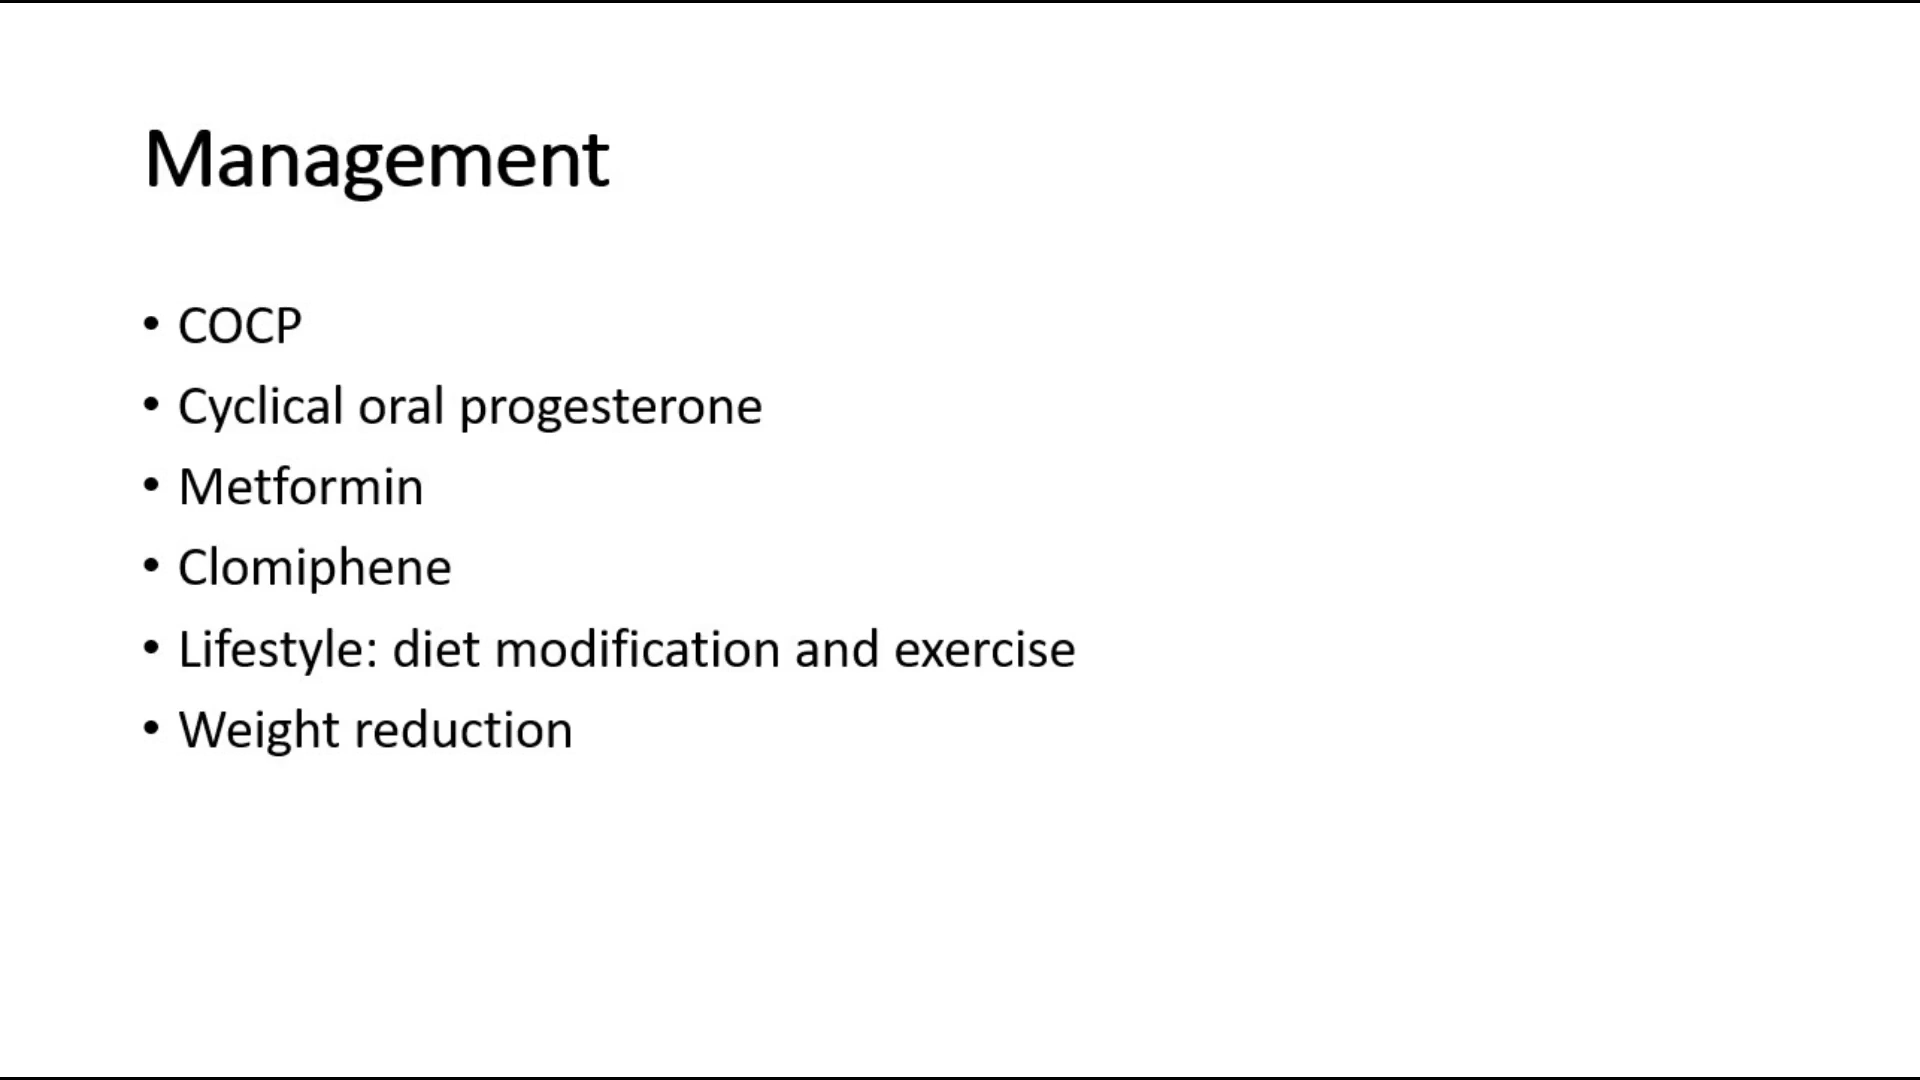 Management
• COCP
• Cyclical oral progesterone
• Metformin
• Clomiphene
• Lifestyle: diet modification and exercise
• Weight reduction